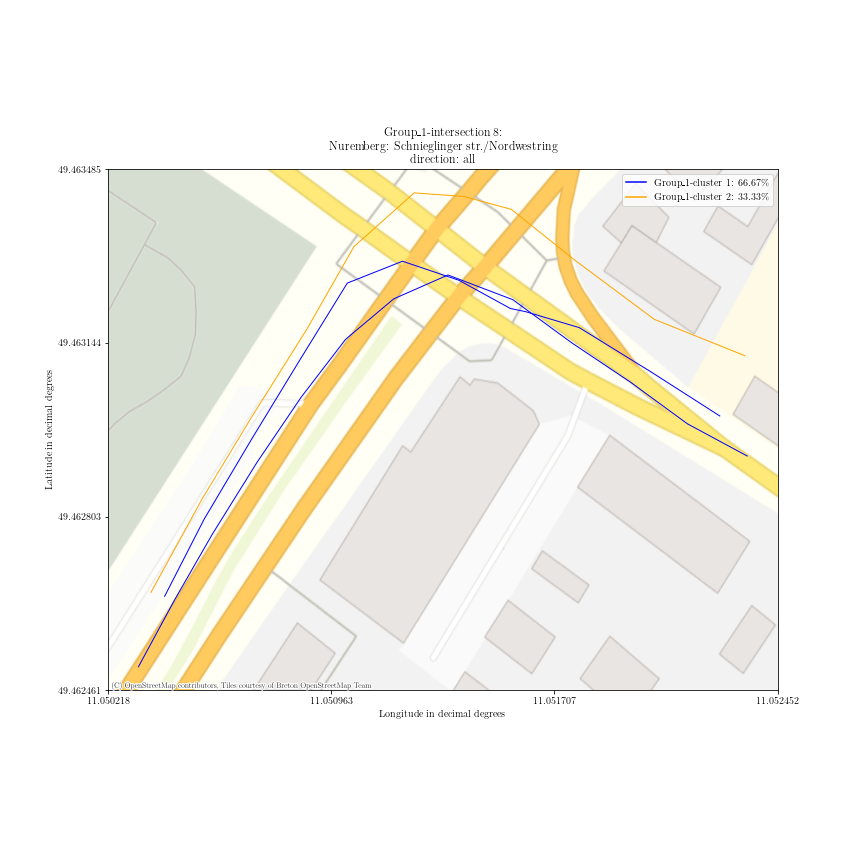 Group_1-intersection 8:
Nuremberg: Schnieglinger str./Nordwestring
direction: all
Group_1-cluster 1: 66.67%
Group_1-cluster 2: 33.33%
49.463485
49.463144
49.462803
49.462461
Latitude in decimal degrees
(C) OpenStreetMap contributors, Tiles courtesy of Breton OpenStreetMap Team
11.050218
11.050963
11.051707
11.052452
Longitude in decimal degrees